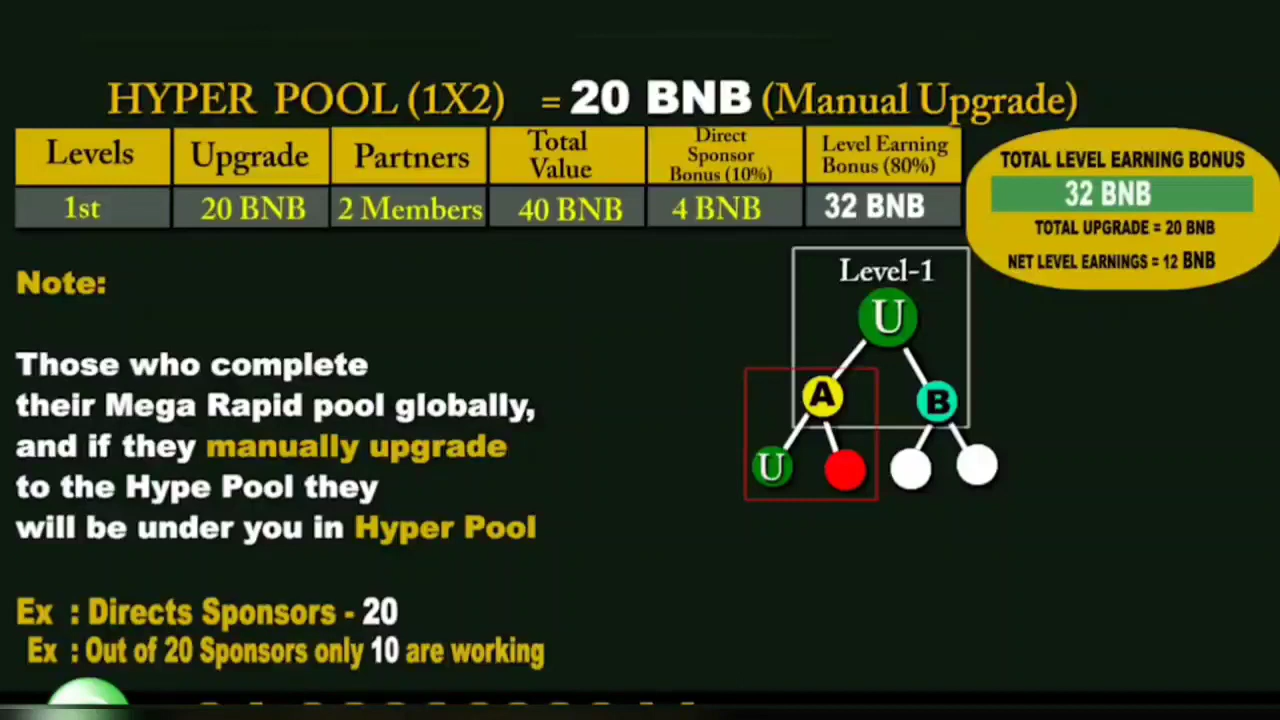 HYPER POOL (1X2) = 20 BNB (Manual Upgrade)
Levels Upgrade Partners Total Value Direct Sponsor Bonus (10%) Level Earning Bonus (80%)
1st 20 BNB 2 Members 40 BNB 4 BNB 32 BNB
TOTAL LEVEL EARNING BONUS
32 BNB
TOTAL UPGRADE = 20 BNB
NET LEVEL EARNINGS = 12 BNB
Note:
Those who complete
their Mega Rapid pool globally,
and if they manually upgrade
to the Hype Pool they
will be under you in Hyper Pool
Ex : Directs Sponsors - 20
Ex : Out of 20 Sponsors only 10 are working
Level-1
U
A B
U